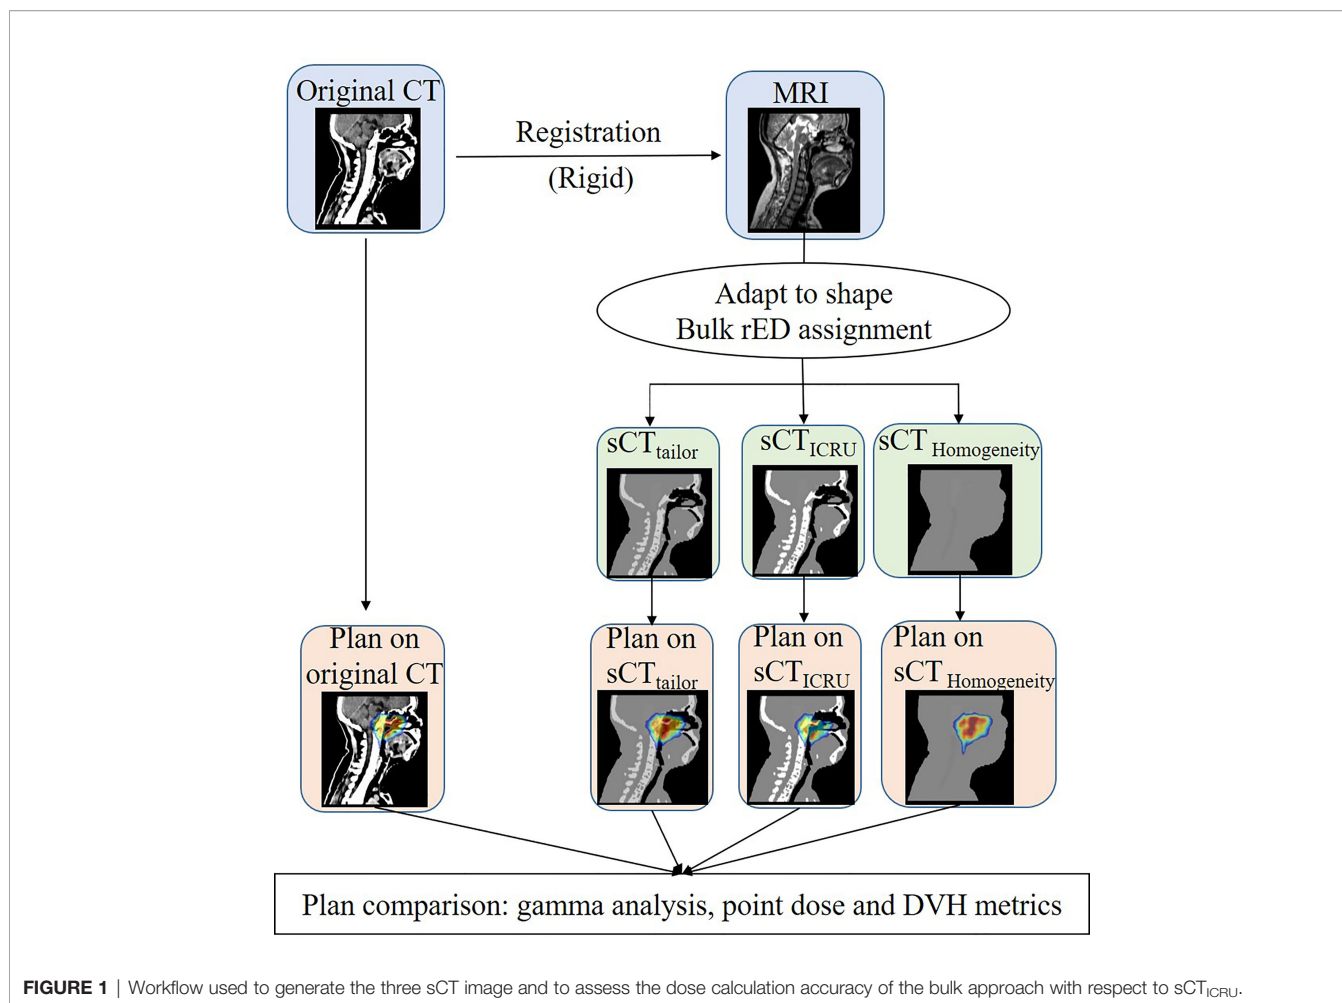 Original CT
MRI
Registration
(Rigid)
Adapt to shape
Bulk rED assignment
sCTtailor
sCTICRU
sCT Homogeneity
Plan on
original CT
Plan on
sCTtailor
Plan on
sCTICRU
Plan on
sCT Homogeneity
Plan comparison: gamma analysis, point dose and DVH metrics
FIGURE 1 | Workflow used to generate the three sCT image and to assess the dose calculation accuracy of the bulk approach with respect to sCTICRU.